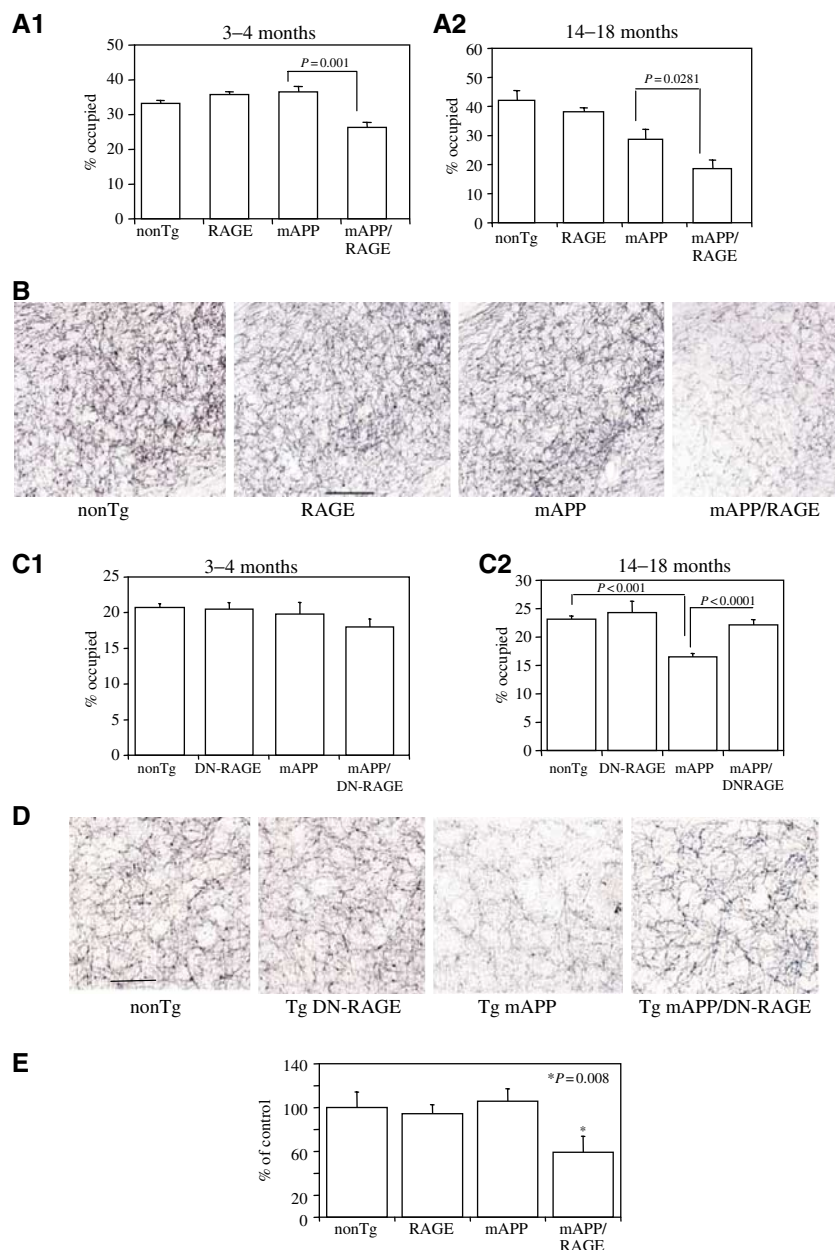 A1
3–4 months
50
40
30
20
10
0
% occupied
P = 0.001
nonTg RAGE mAPP mAPP/
RAGE
A2
14–18 months
60
50
40
30
20
10
0
% occupied
P = 0.0281
nonTg RAGE mAPP mAPP/
RAGE
B
nonTg RAGE mAPP mAPP/RAGE
C1
3–4 months
25
20
15
10
5
0
% occupied
nonTg DN-RAGE mAPP mAPP/
DN-RAGE
C2
14–18 months
30
25
20
15
10
5
0
% occupied
P < 0.001
P < 0.0001
nonTg DN-RAGE mAPP mAPP/
DNRAGE
D
nonTg Tg DN-RAGE Tg mAPP Tg mAPP/DN-RAGE
E
140
100
60
20
0
% of control
*P = 0.008
*
nonTg RAGE mAPP mAPP/
RAGE